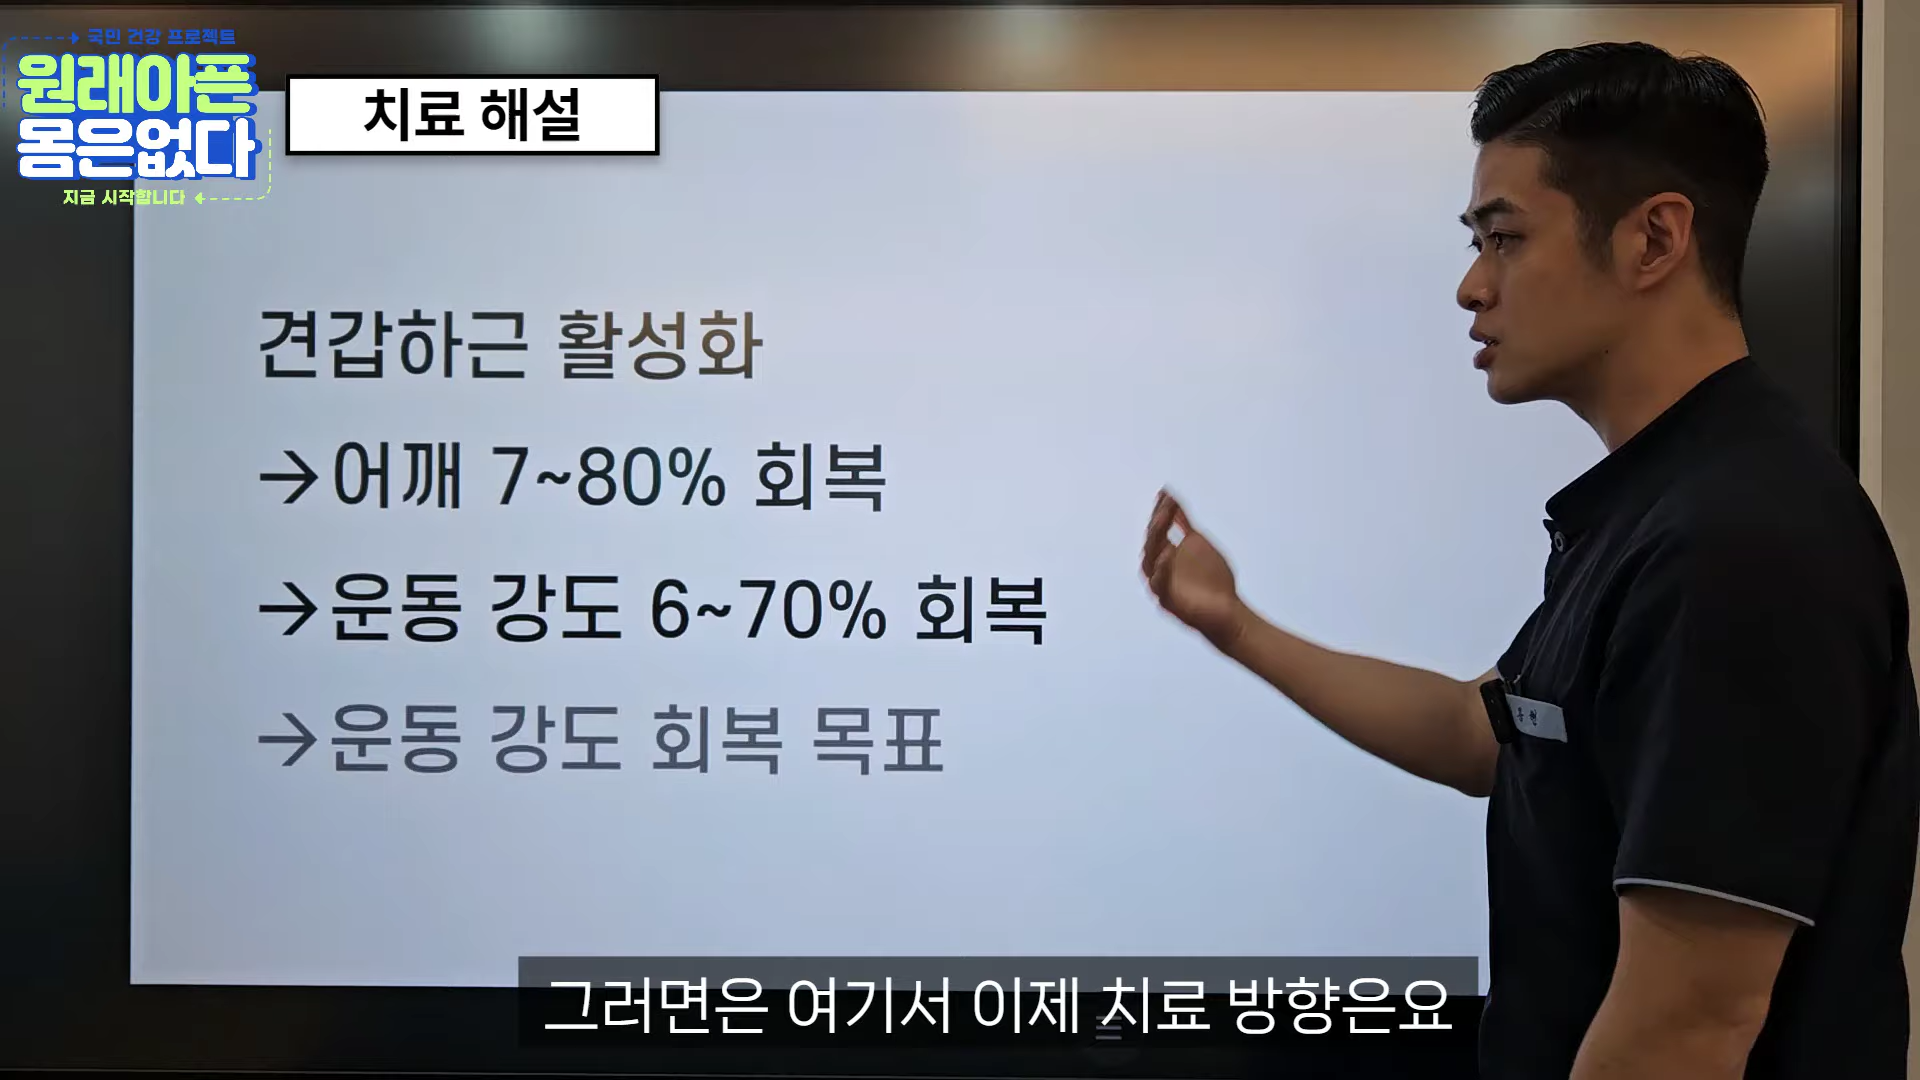 국민 건강 프로젝트
원래아픈
몸은없다
지금 시작합니다
치료 해설
견갑하근 활성화
→어깨 7~80% 회복
→운동 강도 6~70% 회복
→운동 강도 회복 목표
그러면은 여기서 이제 치료 방향은요